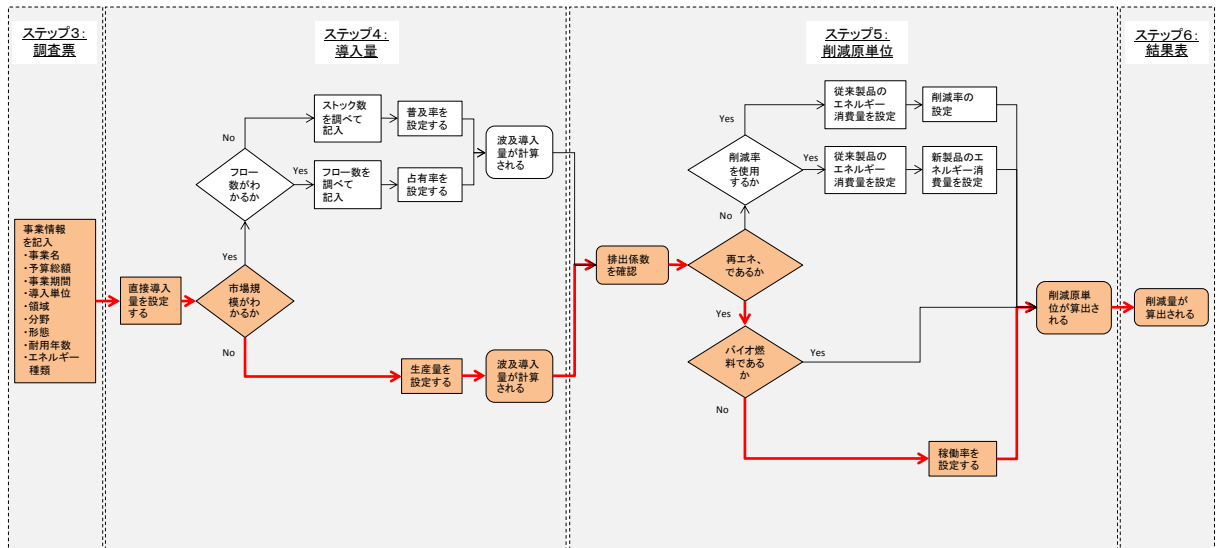 ステップ3:
調査票
事業情報
を記入
・事業名
・予算総額
・事業期間
・導入単位
・領域
・分野
・形態
・耐用年数
・エネルギー
種類
ステップ4:
導入量
直接導入
量を設定
する
市場規
模がわ
かるか
Yes
No
フロー
数がわ
かるか
No
Yes
ストック数
を調べて
記入
普及率を
設定する
フロー数を
調べて
記入
占有率を
設定する
波及導入
量が計算
される
生産量を
設定する
波及導入
量が計算
される
ステップ5:
削減原単位
排出係数
を確認
再エネ、
であるか
No
Yes
削減率
を使用
するか
Yes
Yes
従来製品の
エネルギー
消費量を設定
削減率の
設定
従来製品の
エネルギー
消費量を設定
新製品のエ
ネルギー消
費量を設定
バイオ燃
料である
か
Yes
No
稼働率を
設定する
削減原単
位が算出さ
れる
ステップ6:
結果表
削減量が
算出される